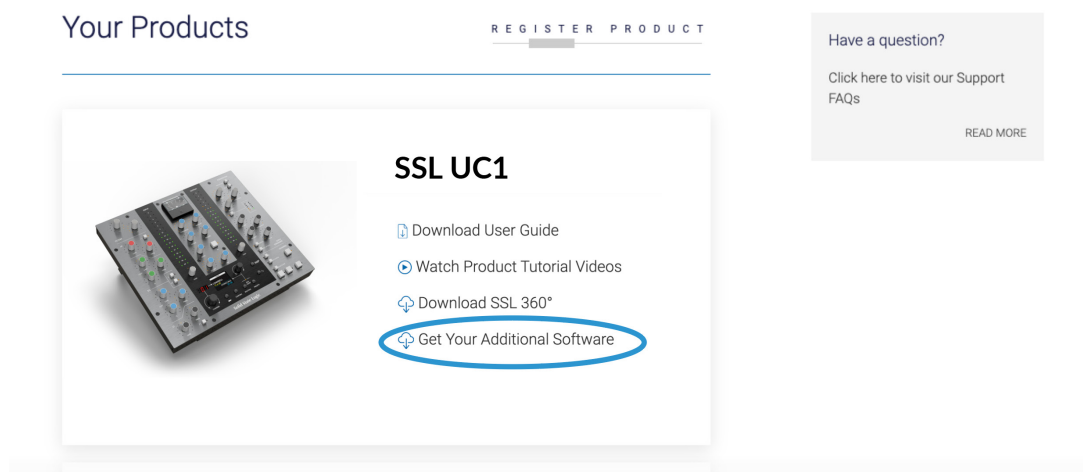 Your Products
REGISTER PRODUCT
Have a question?
Click here to visit our Support
FAQs
READ MORE
SSL UC1
Download User Guide
Watch Product Tutorial Videos
Download SSL 360°
Get Your Additional Software